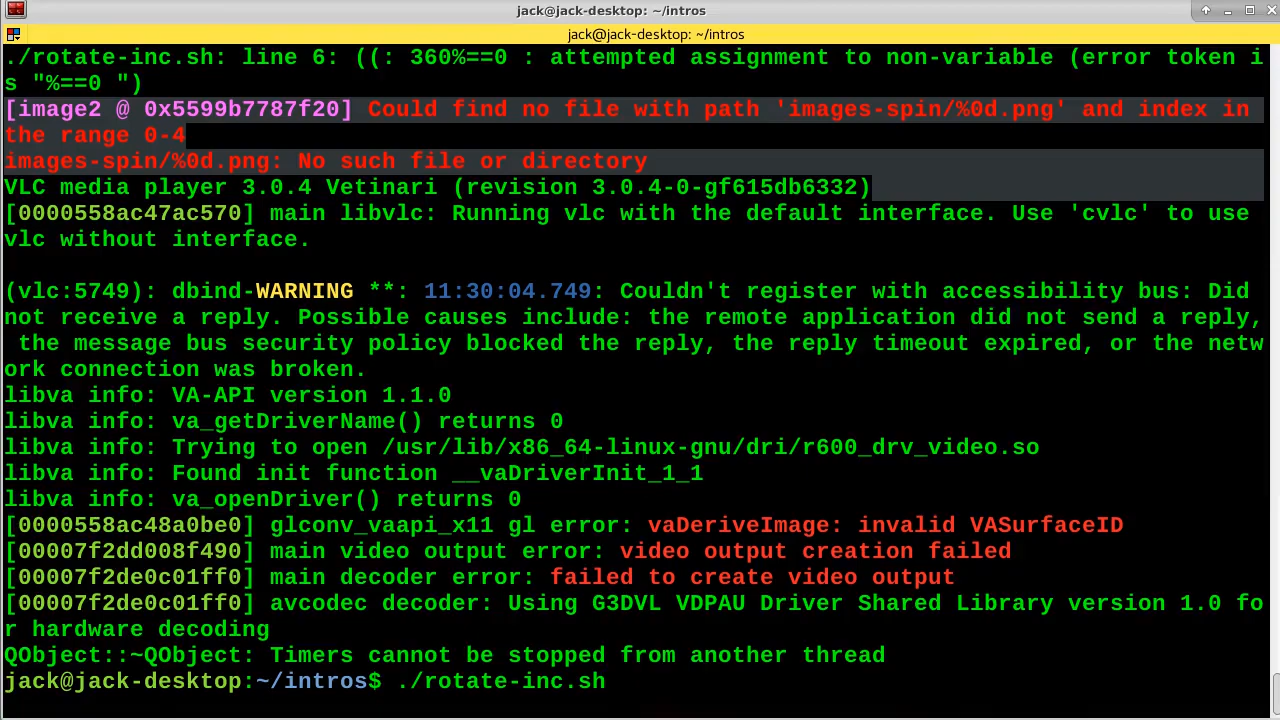 jack@jack-desktop: ~/intros
jack@jack-desktop: ~/intros
./rotate-inc.sh: line 6: ((: 360%==0 : attempted assignment to non-variable (error token i
s "%==0 ")
[image2 @ 0x5599b7787f20] Could find no file with path 'images-spin/%0d.png' and index in
the range 0-4
images-spin/%0d.png: No such file or directory
VLC media player 3.0.4 Vetinari (revision 3.0.4-0-gf615db6332)
[0000558ac47ac570] main libvlc: Running vlc with the default interface. Use 'cvlc' to use
vlc without interface.
(vlc:5749): dbind-WARNING **: 11:30:04.749: Couldn't register with accessibility bus: Did
not receive a reply. Possible causes include: the remote application did not send a reply,
the message bus security policy blocked the reply, the reply timeout expired, or the netw
ork connection was broken.
libva info: VA-API version 1.1.0
libva info: va_getDriverName() returns 0
libva info: Trying to open /usr/lib/x86_64-linux-gnu/dri/r600_drv_video.so
libva info: Found init function __vaDriverInit_1_1
libva info: va_openDriver() returns 0
[0000558ac48a0be0] glconv_vaapi_x11 gl error: vaDeriveImage: invalid VASurfaceID
[00007f2dd008f490] main video output error: video output creation failed
[00007f2de0c01ff0] main decoder error: failed to create video output
[00007f2de0c01ff0] avcodec decoder: Using G3DVL VDPAU Driver Shared Library version 1.0 fo
r hardware decoding
QObject::~QObject: Timers cannot be stopped from another thread
jack@jack-desktop:~/intros$ ./rotate-inc.sh